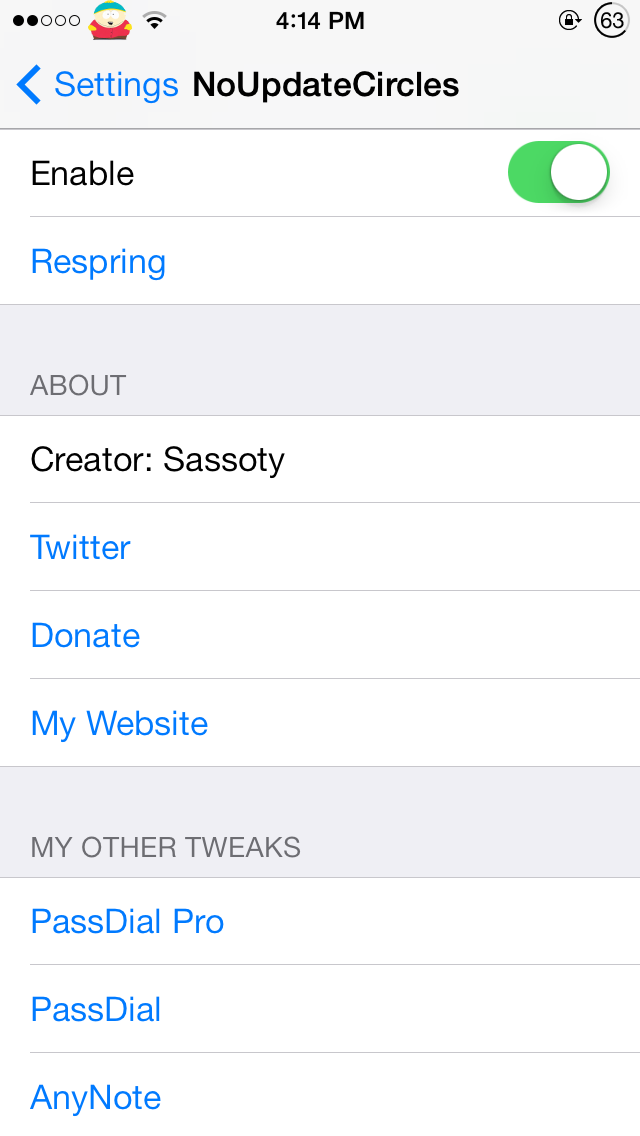 4:14 PM
63
Settings NoUpdateCircles
Enable
Respring
ABOUT
Creator: Sassoty
Twitter
Donate
My Website
MY OTHER TWEAKS
PassDial Pro
PassDial
AnyNote